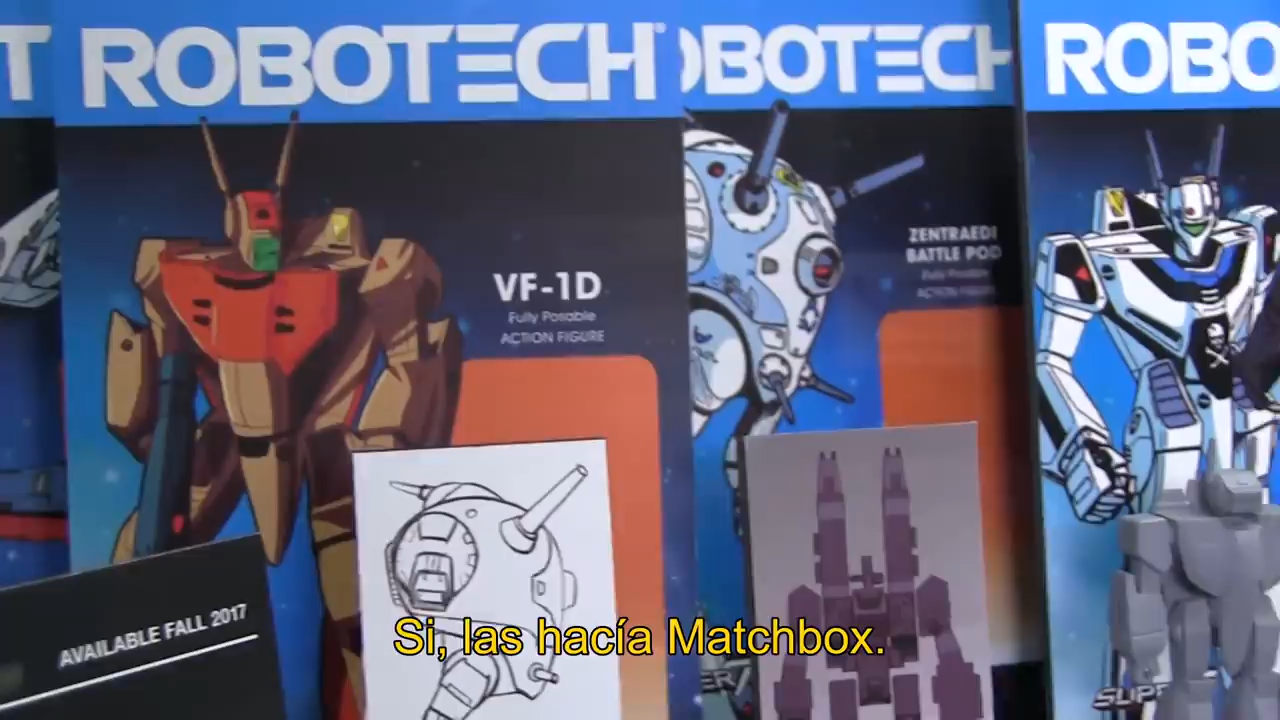 T
ROBOTECH
OBOTECH
ROBO
VF-1D
Fully Posable
ACTION FIGURE
ZENTRAEDI
BATTLE POD
Fully Posable
ACTION FIGURE
AVAILABLE FALL 2017
Si, las hacía Matchbox.